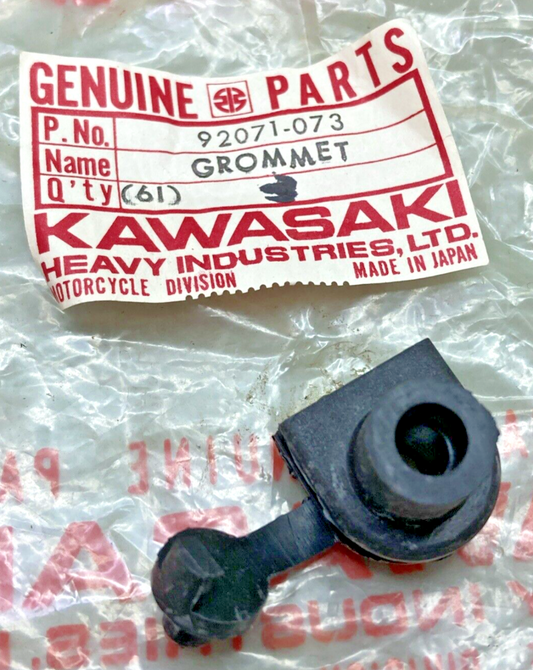 GENUINE PARTS
P. No. 92071-073
Name GROMMET
Q'ty (61)
KAWASAKI
HEAVY INDUSTRIES, LTD.
MOTORCYCLE DIVISION MADE IN JAPAN